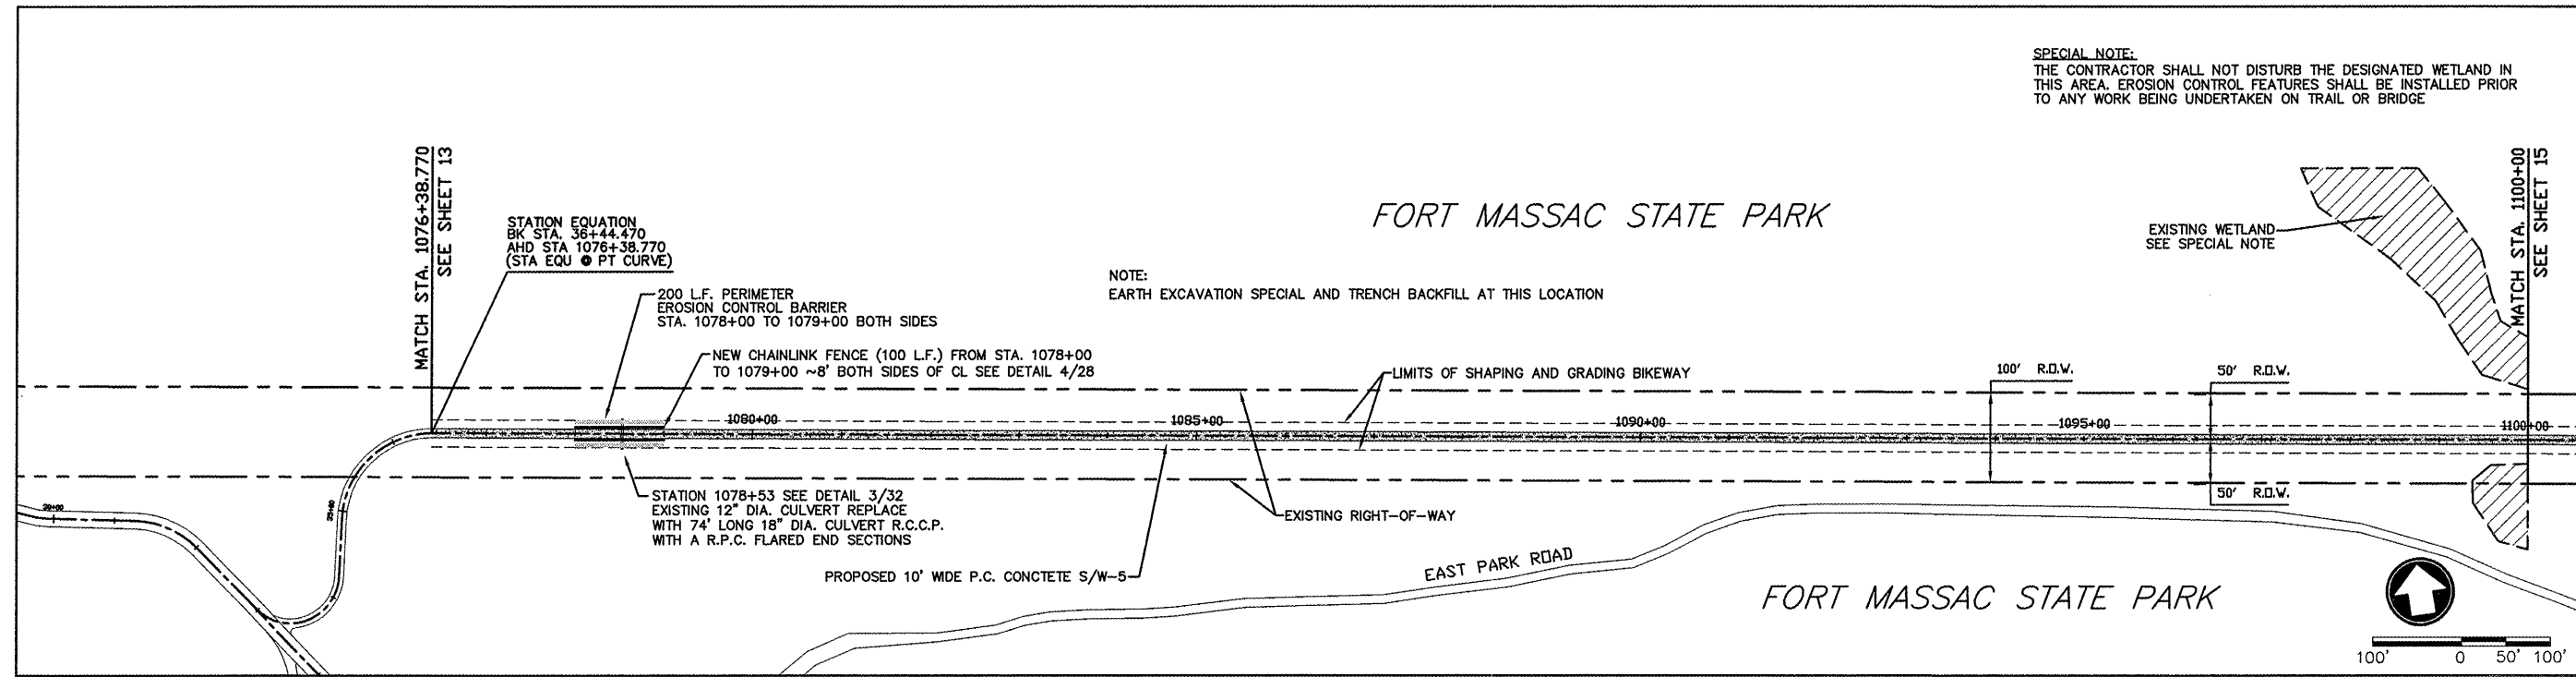 SPECIAL NOTE:
THE CONTRACTOR SHALL NOT DISTURB THE DESIGNATED WETLAND IN
THIS AREA. EROSION CONTROL FEATURES SHALL BE INSTALLED PRIOR
TO ANY WORK BEING UNDERTAKEN ON TRAIL OR BRIDGE
MATCH STA. 1076+38.770
SEE SHEET 13
STATION EQUATION
BK STA. 36+44.470
AHD STA 1076+38.770
(STA EQU @ PT CURVE)
FORT MASSAC STATE PARK
EXISTING WETLAND
SEE SPECIAL NOTE
MATCH STA. 1100+00
SEE SHEET 15
200 L.F. PERIMETER
EROSION CONTROL BARRIER
STA. 1078+00 TO 1079+00 BOTH SIDES
NOTE:
EARTH EXCAVATION SPECIAL AND TRENCH BACKFILL AT THIS LOCATION
NEW CHAINLINK FENCE (100 L.F.) FROM STA. 1078+00
TO 1079+00 ~8' BOTH SIDES OF CL SEE DETAIL 4/28
LIMITS OF SHAPING AND GRADING BIKEWAY
100' R.O.W.
50' R.O.W.
1080+00
1085+00
1090+00
1095+00
1100+00
STATION 1078+53 SEE DETAIL 3/32
EXISTING 12" DIA. CULVERT REPLACE
WITH 74' LONG 18" DIA. CULVERT R.C.C.P.
WITH A R.P.C. FLARED END SECTIONS
50' R.O.W.
EXISTING RIGHT-OF-WAY
35+00
PROPOSED 10' WIDE P.C. CONCTETE S/W-5
EAST PARK ROAD
FORT MASSAC STATE PARK
100' 0 50' 100'